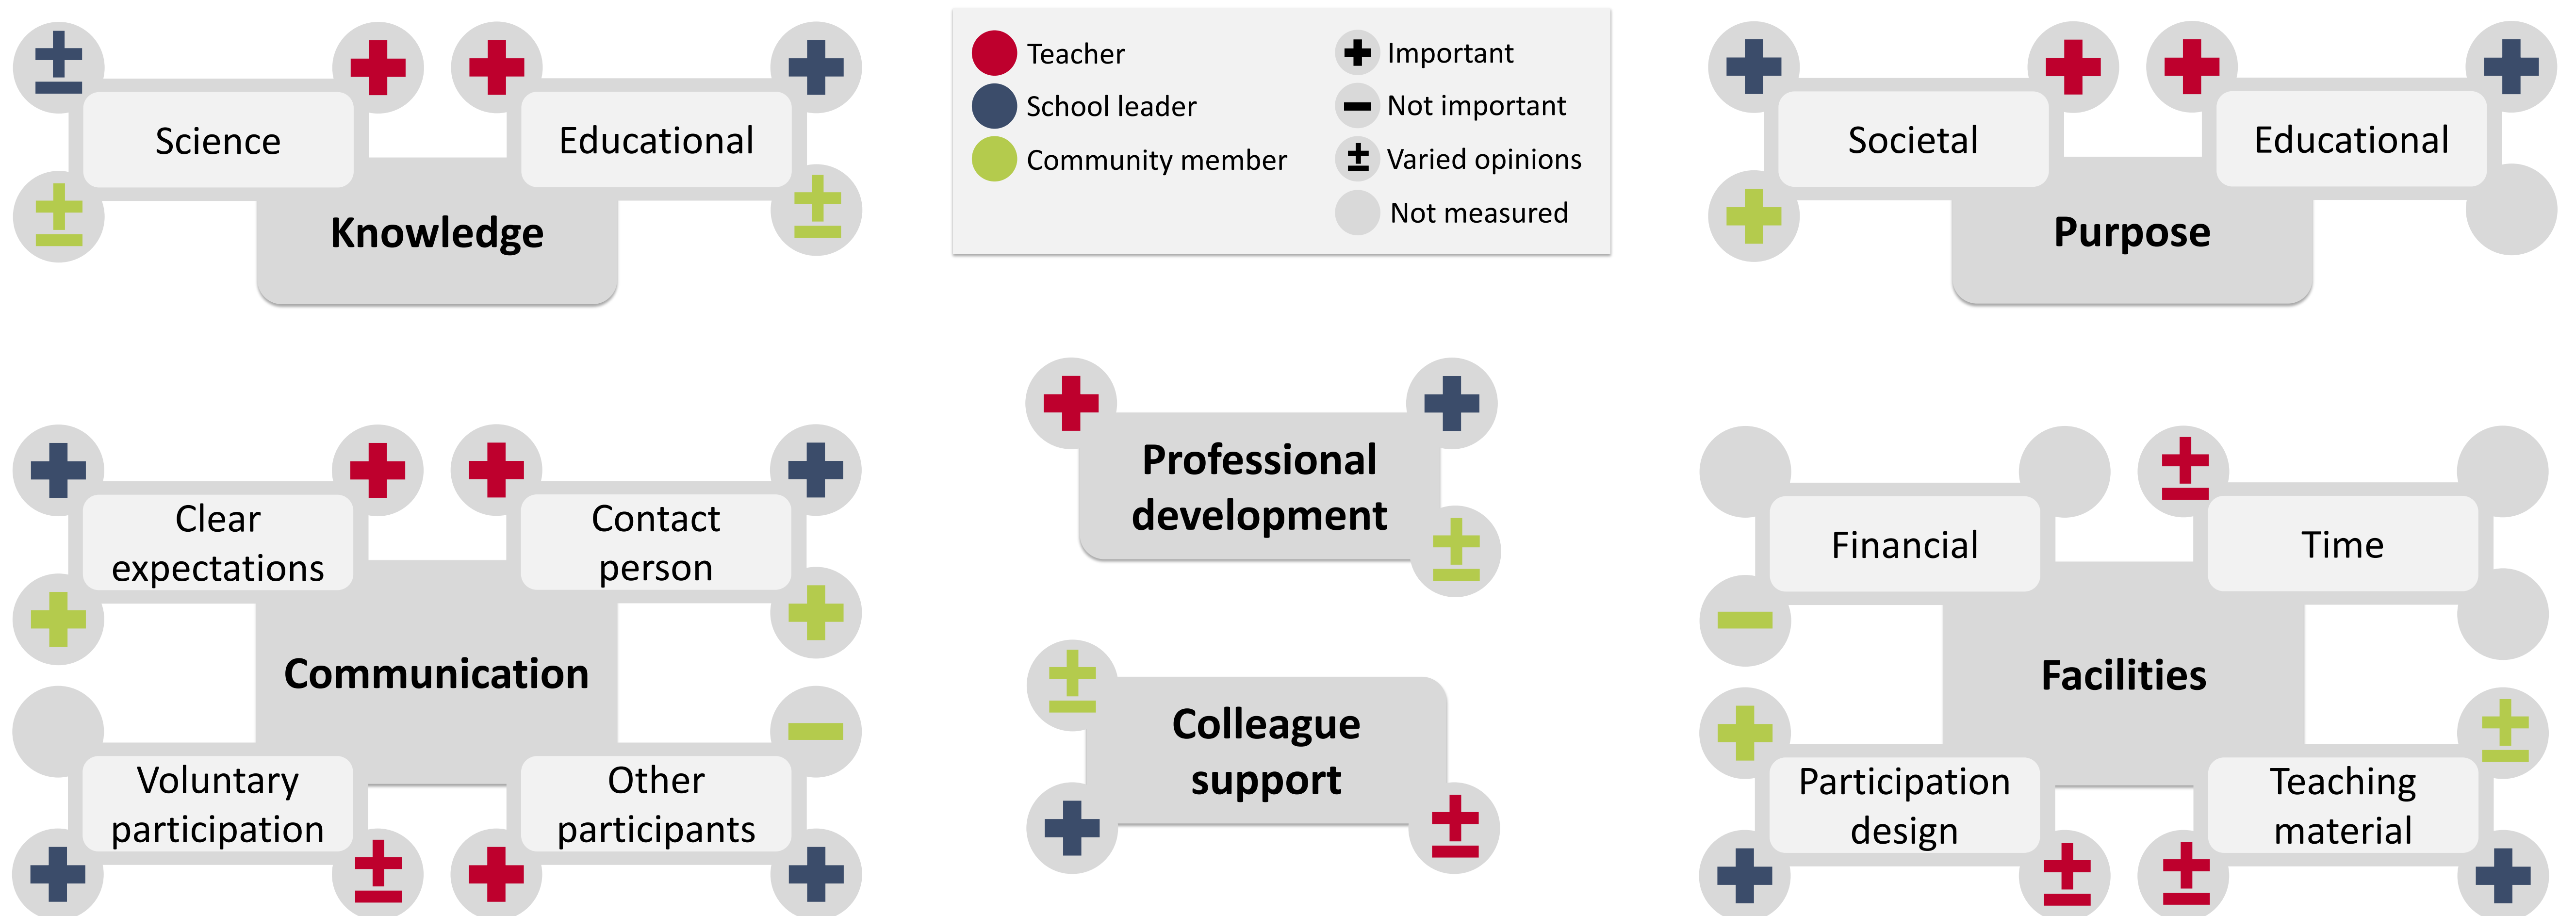 Science
Educational
Knowledge
Teacher
School leader
Community member
Important
Not important
Varied opinions
Not measured
Societal
Educational
Purpose
Clear
expectations
Contact
person
Communication
Voluntary
participation
Other
participants
Professional
development
Colleague
support
Financial
Time
Facilities
Participation
design
Teaching
material